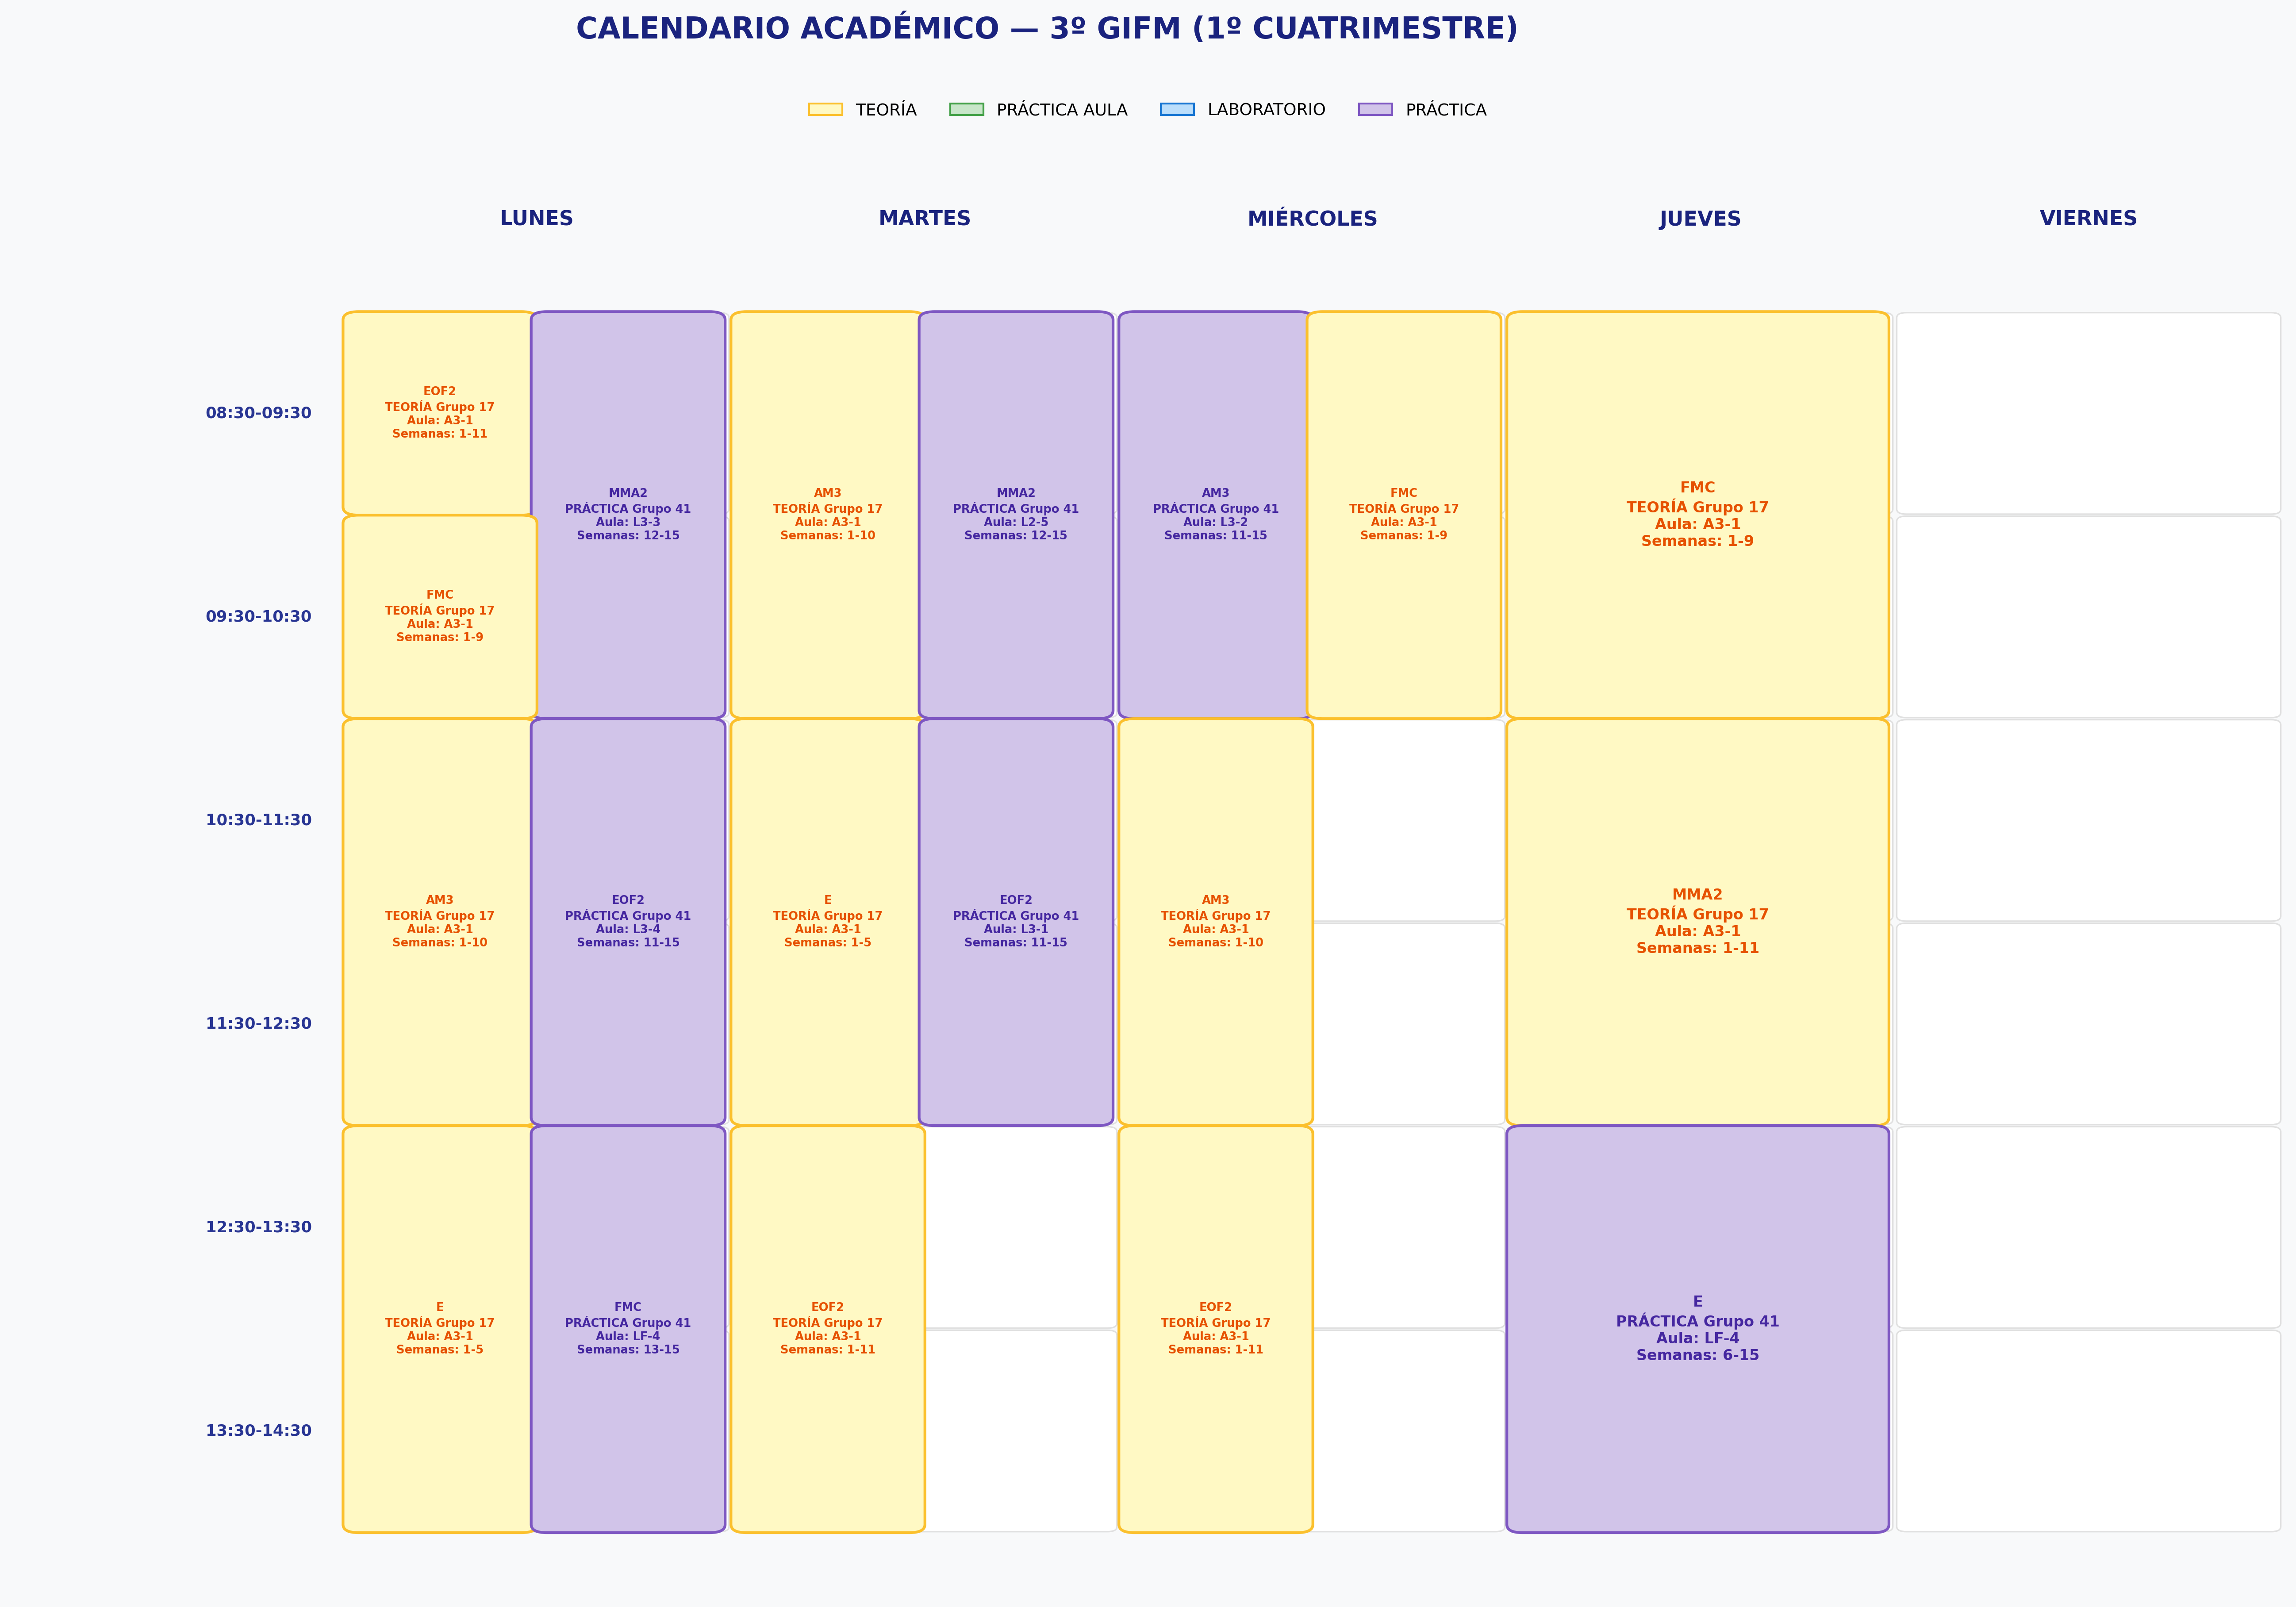 CALENDARIO ACADÉMICO — 3º GIFM (1º CUATRIMESTRE)
TEORÍA
PRÁCTICA AULA
LABORATORIO
PRÁCTICA
LUNES
MARTES
MIÉRCOLES
JUEVES
VIERNES
08:30-09:30
EOF2
TEORÍA Grupo 17
Aula: A3-1
Semanas: 1-11
MMA2
PRÁCTICA Grupo 41
Aula: L3-3
Semanas: 12-15
AM3
TEORÍA Grupo 17
Aula: A3-1
Semanas: 1-10
MMA2
PRÁCTICA Grupo 41
Aula: L2-5
Semanas: 12-15
AM3
PRÁCTICA Grupo 41
Aula: L3-2
Semanas: 11-15
FMC
TEORÍA Grupo 17
Aula: A3-1
Semanas: 1-9
FMC
TEORÍA Grupo 17
Aula: A3-1
Semanas: 1-9
09:30-10:30
FMC
TEORÍA Grupo 17
Aula: A3-1
Semanas: 1-9
10:30-11:30
AM3
TEORÍA Grupo 17
Aula: A3-1
Semanas: 1-10
EOF2
PRÁCTICA Grupo 41
Aula: L3-4
Semanas: 11-15
E
TEORÍA Grupo 17
Aula: A3-1
Semanas: 1-5
EOF2
PRÁCTICA Grupo 41
Aula: L3-1
Semanas: 11-15
AM3
TEORÍA Grupo 17
Aula: A3-1
Semanas: 1-10
MMA2
TEORÍA Grupo 17
Aula: A3-1
Semanas: 1-11
11:30-12:30
12:30-13:30
E
TEORÍA Grupo 17
Aula: A3-1
Semanas: 1-5
FMC
PRÁCTICA Grupo 41
Aula: LF-4
Semanas: 13-15
EOF2
TEORÍA Grupo 17
Aula: A3-1
Semanas: 1-11
EOF2
TEORÍA Grupo 17
Aula: A3-1
Semanas: 1-11
E
PRÁCTICA Grupo 41
Aula: LF-4
Semanas: 6-15
13:30-14:30